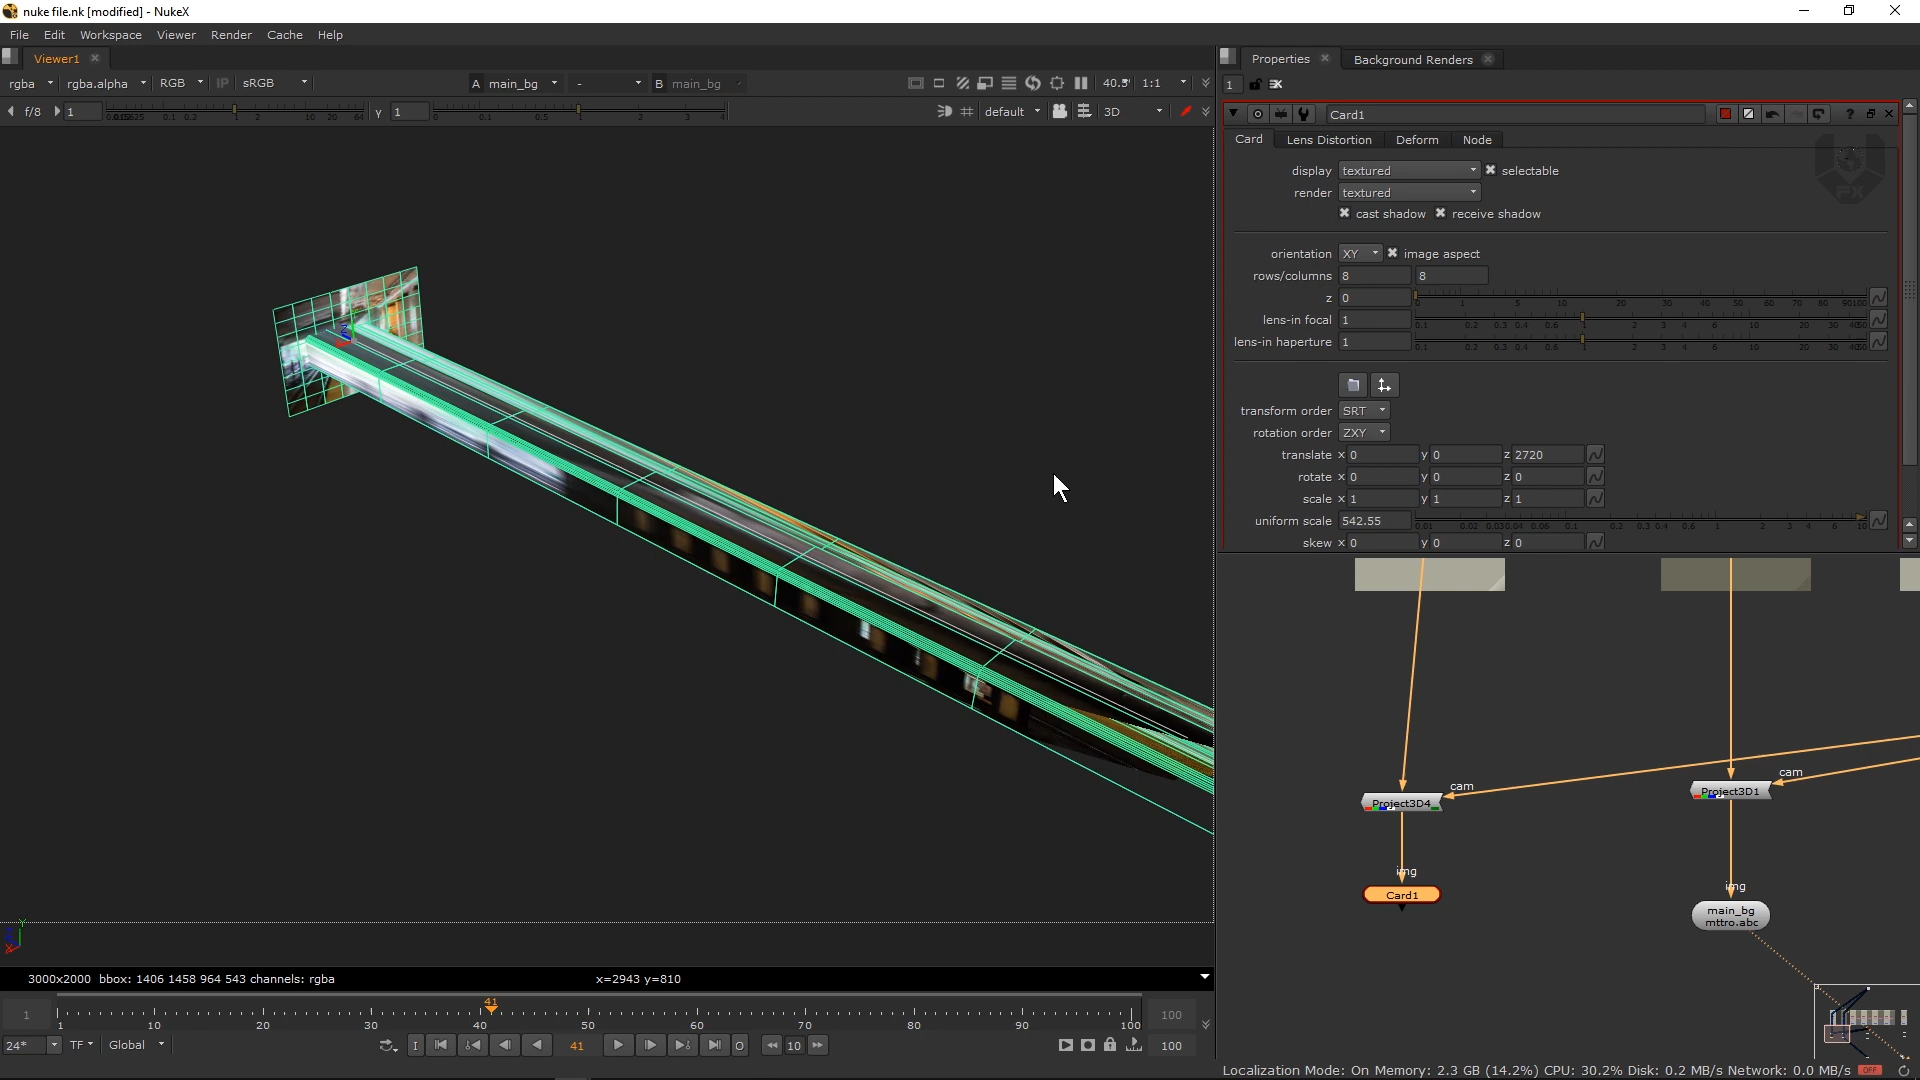 nuke file.nk [modified] - NukeX
File Edit Workspace Viewer Render Cache Help
Viewer1
Properties Background Renders
rgba rgba.alpha RGB IP sRGB A main_bg - B main_bg 1:1
1
f/8 1 Y 1 default 3D
Card1
Card Lens Distortion Deform Node
display textured selectable
render textured
cast shadow receive shadow
orientation XY image aspect
rows/columns 8 8
z 0
lens-in focal 1
lens-in haperture 1
transform order SRT
rotation order ZXY
translate x 0 y 0 z 2720
rotate x 0 y 0 z 0
scale x 1 y 1 z 1
uniform scale 542.55
skew x 0 y 0 z 0
cam
Project3D4
cam
Project3D1
img
Card1
img
main_bg
mttro.abc
3000x2000 bbox: 1406 1458 964 543 channels: rgba x=2943 y=810
41
1 100
1 10 20 30 40 50 60 70 80 90 100
24* TF Global I 41 O 10 100
Localization Mode: On Memory: 2.3 GB (14.2%) CPU: 30.2% Disk: 0.2 MB/s Network: 0.0 MB/s OFF